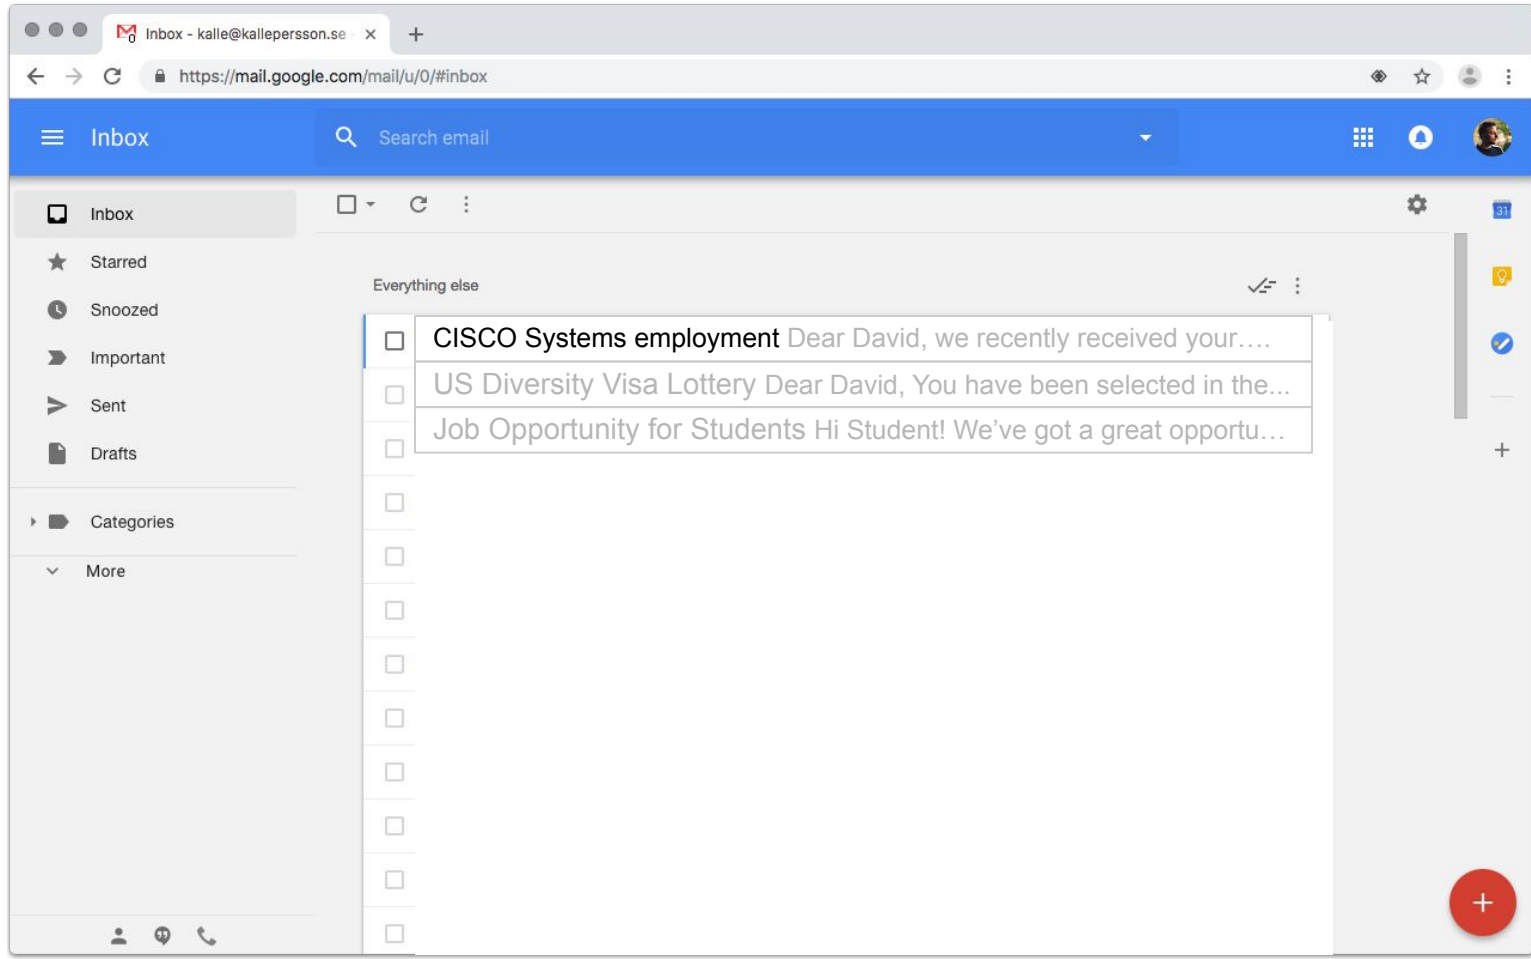 Inbox - kalle@kallepersson.se
https://mail.google.com/mail/u/0/#inbox
Inbox
Search email
Inbox
Starred
Snoozed
Important
Sent
Drafts
Categories
More
Everything else
CISCO Systems employment Dear David, we recently received your….
US Diversity Visa Lottery Dear David, You have been selected in the...
Job Opportunity for Students Hi Student! We’ve got a great opportu…
31